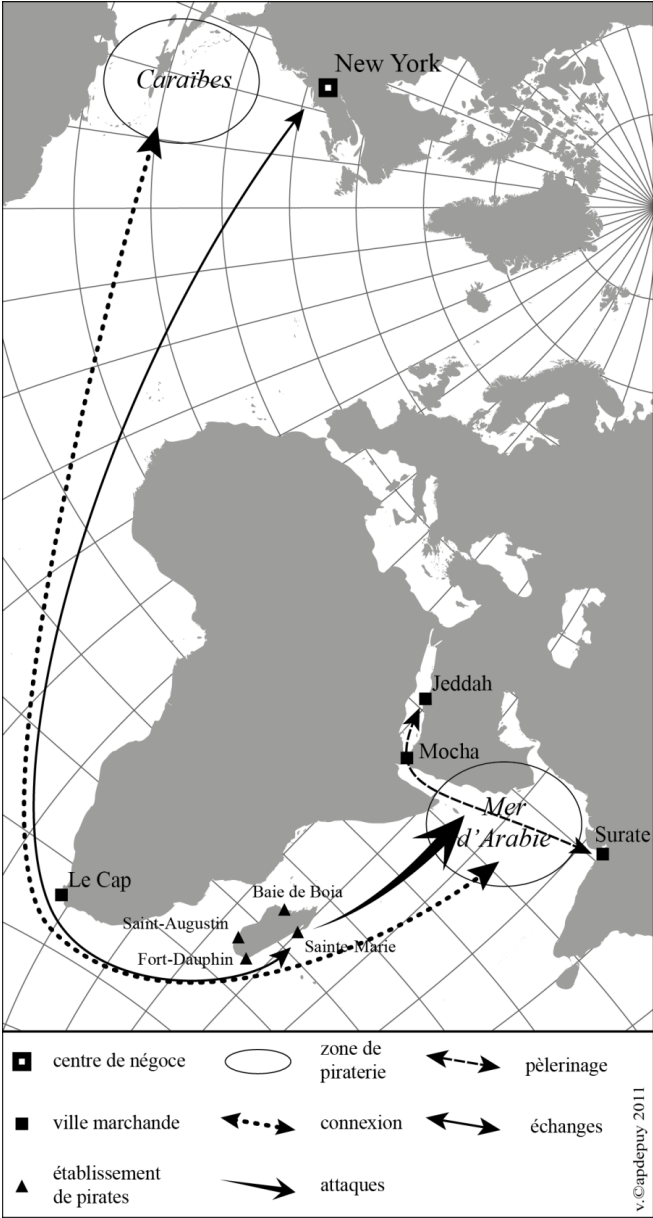 Caraïbes
New York
Jeddah
Mocha
Mer
d'Arabie
Surate
Le Cap
Baie de Boia
Saint-Augustin
Sainte-Marie
Fort-Dauphin
centre de négoce
zone de
piraterie
pèlerinage
ville marchande
connexion
échanges
établissement
de pirates
attaques
v.©apdepuy 2011